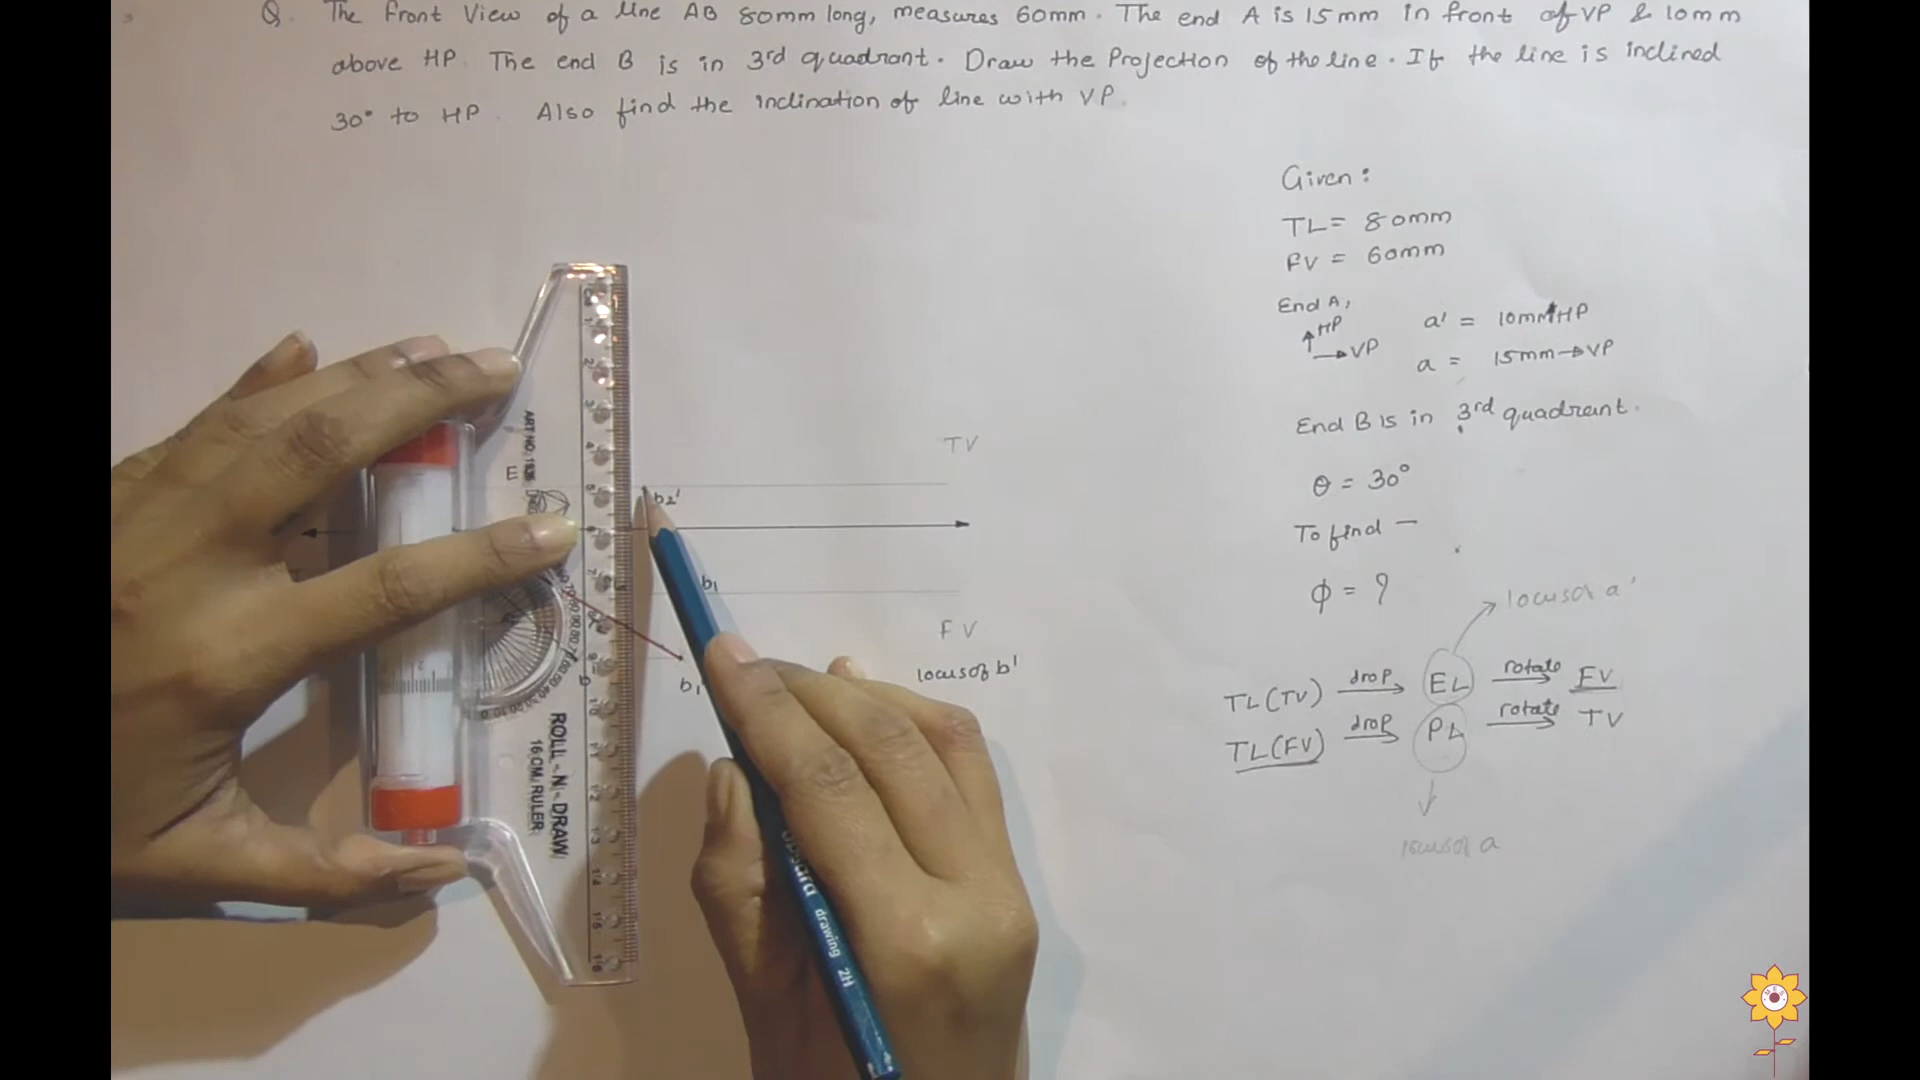 Q. The Front View of a line AB 80mm long, measures 60mm. The end A is 15mm in front of VP & 10mm
above HP. The end B is in 3rd quadrant. Draw the Projection of the line. If the line is inclined
30° to HP. Also find the inclination of line with VP.
Given:
TL = 80mm
FV = 60mm
End A,
↑HP
→VP
a' = 10mm↑HP
a = 15mm→VP
End B is in 3rd quadrant.
θ = 30°
To find —
φ = ?
locus of a'
TL(TV) drop→ EL rotate→ FV
TL(FV) drop→ PL rotate→ TV
locus of a
TV
E
b2'
b1
FV
locus of b'
b1'
ROLL-N-DRAW
16 CM. RULER
apsara drawing 2H